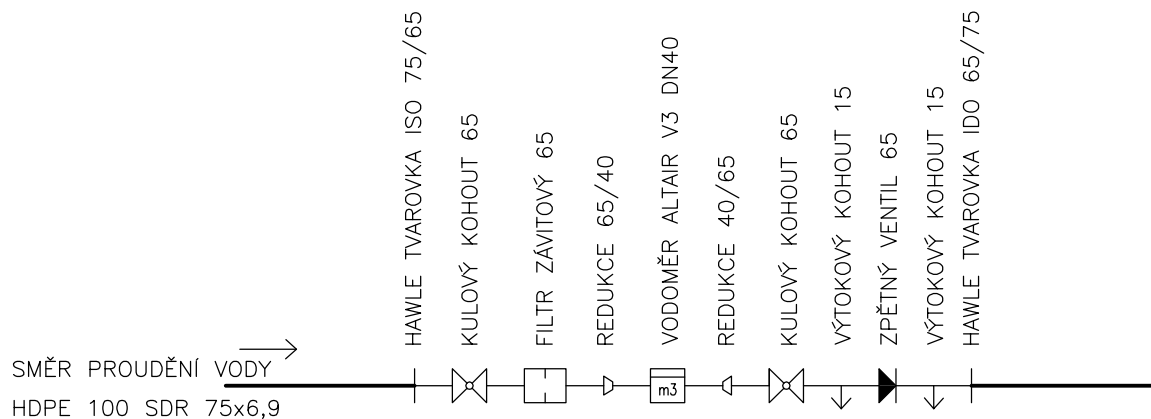 HAWLE TVAROVKA ISO 75/65
KULOVÝ KOHOUT 65
FILTR ZÁVITOVÝ 65
REDUKCE 65/40
VODOMĚR ALTAIR V3 DN40
REDUKCE 40/65
KULOVÝ KOHOUT 65
VÝTOKOVÝ KOHOUT 15
ZPĚTNÝ VENTIL 65
VÝTOKOVÝ KOHOUT 15
HAWLE TVAROVKA IDO 65/75
SMĚR PROUDĚNÍ VODY
m3
HDPE 100 SDR 75x6,9